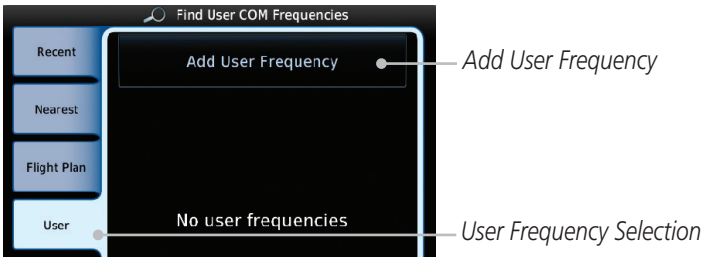 Find User COM Frequencies
Recent
Add User Frequency
Add User Frequency
Nearest
Flight Plan
User
No user frequencies
User Frequency Selection